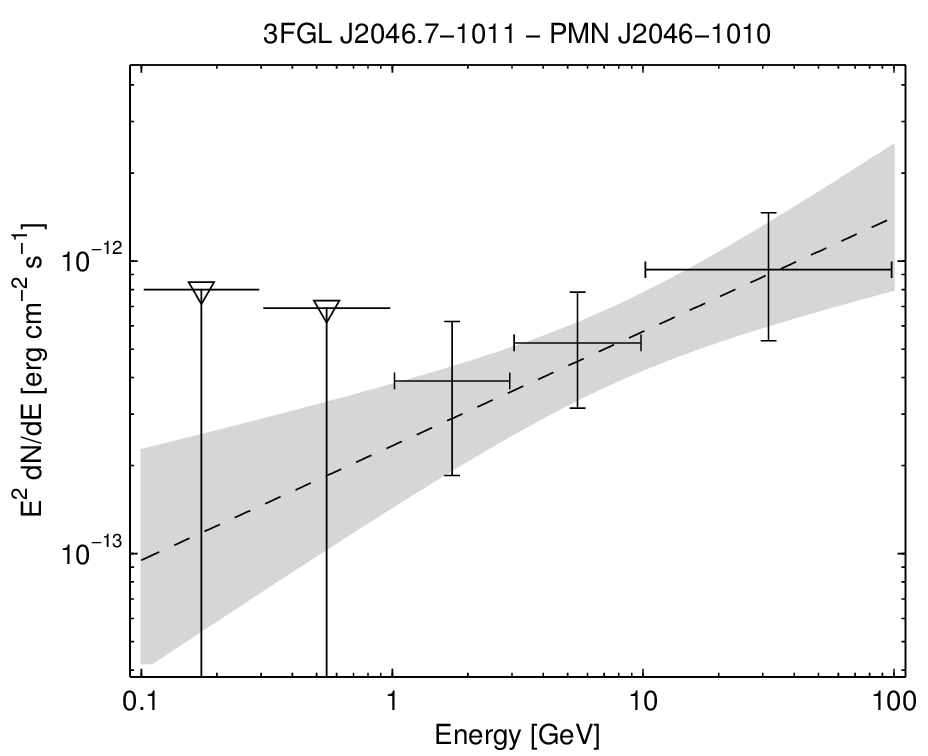 3FGL J2046.7−1011 − PMN J2046−1010
E² dN/dE [erg cm⁻² s⁻¹]
10⁻¹²
10⁻¹³
0.1 1 10 100
Energy [GeV]